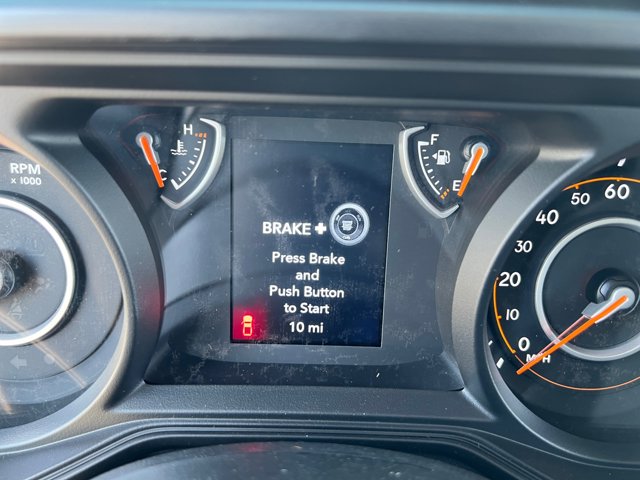 RPM
x 1000
H
C
F
E
BRAKE +
Press Brake
and
Push Button
to Start
10 mi
60
50
40
30
20
10
0
MPH